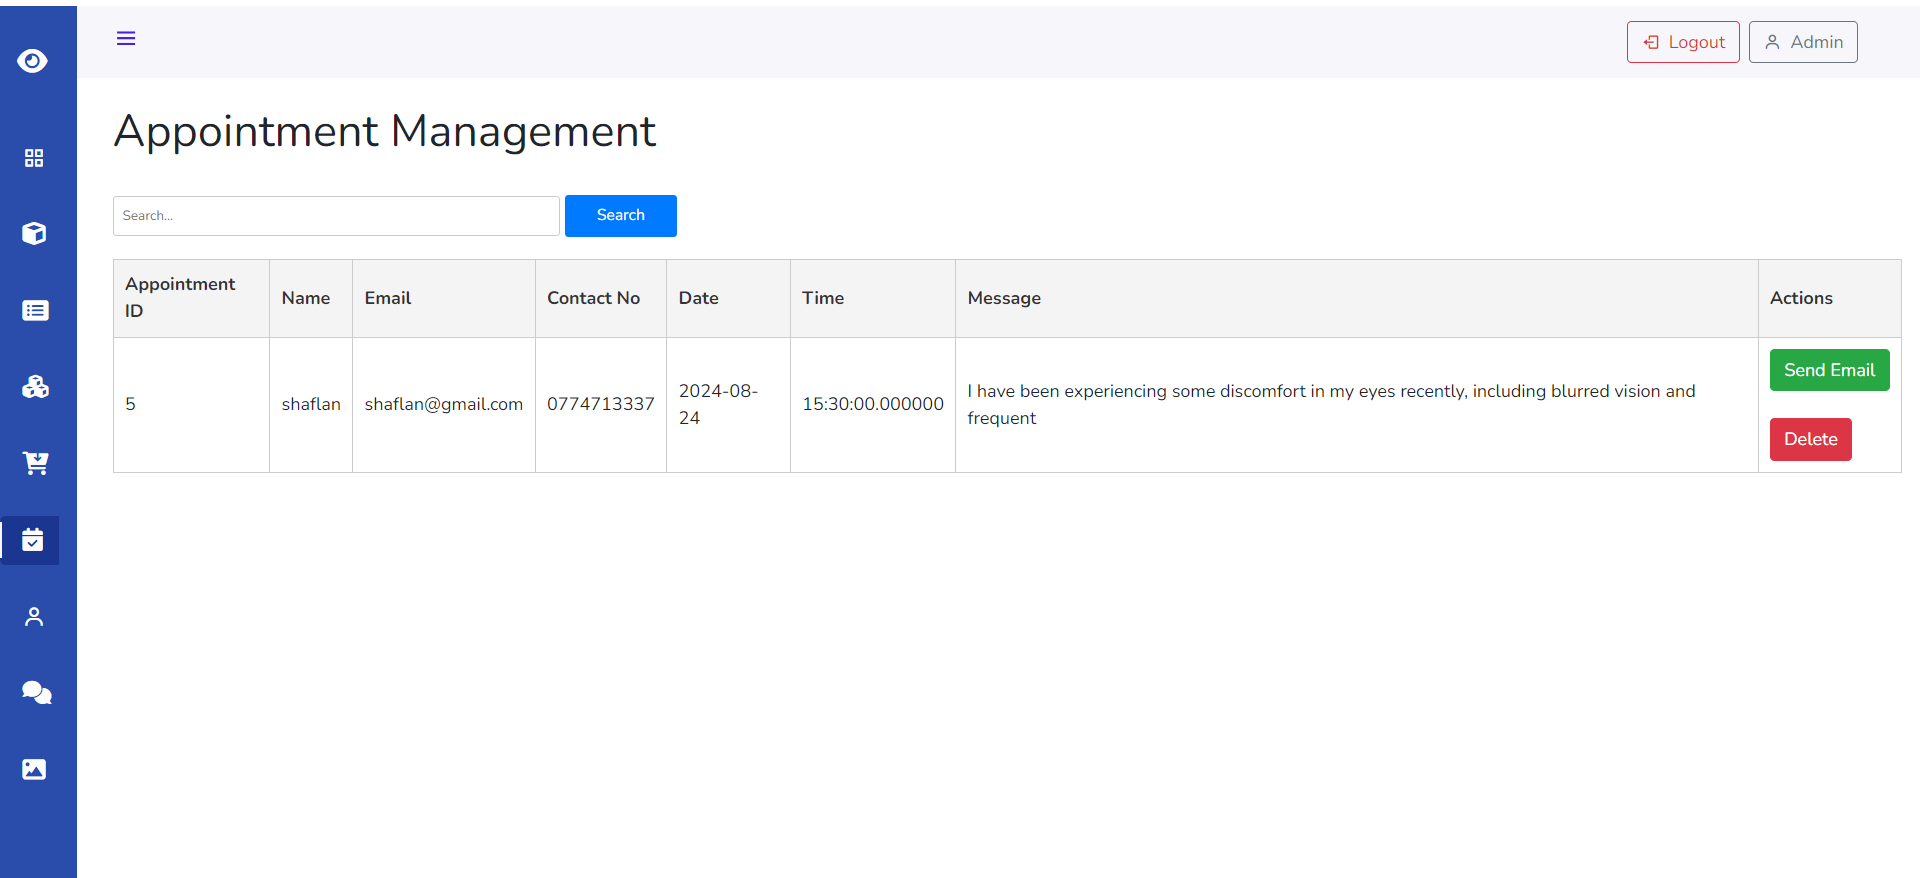 Logout
Admin
Appointment Management
Search...
Search
Appointment
ID
Name
Email
Contact No
Date
Time
Message
Actions
5
shaflan
shaflan@gmail.com
0774713337
2024-08-
24
15:30:00.000000
I have been experiencing some discomfort in my eyes recently, including blurred vision and
frequent
Send Email
Delete